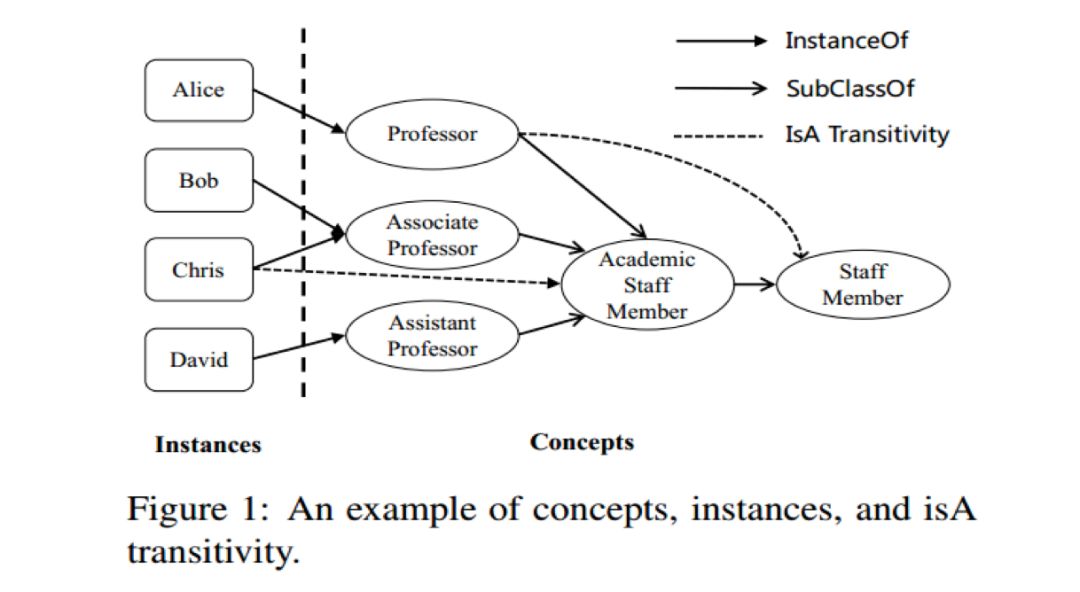 InstanceOf
SubClassOf
IsA Transitivity
Alice
Bob
Chris
David
Professor
Associate
Professor
Assistant
Professor
Academic
Staff
Member
Staff
Member
Instances
Concepts
Figure 1: An example of concepts, instances, and isA
transitivity.